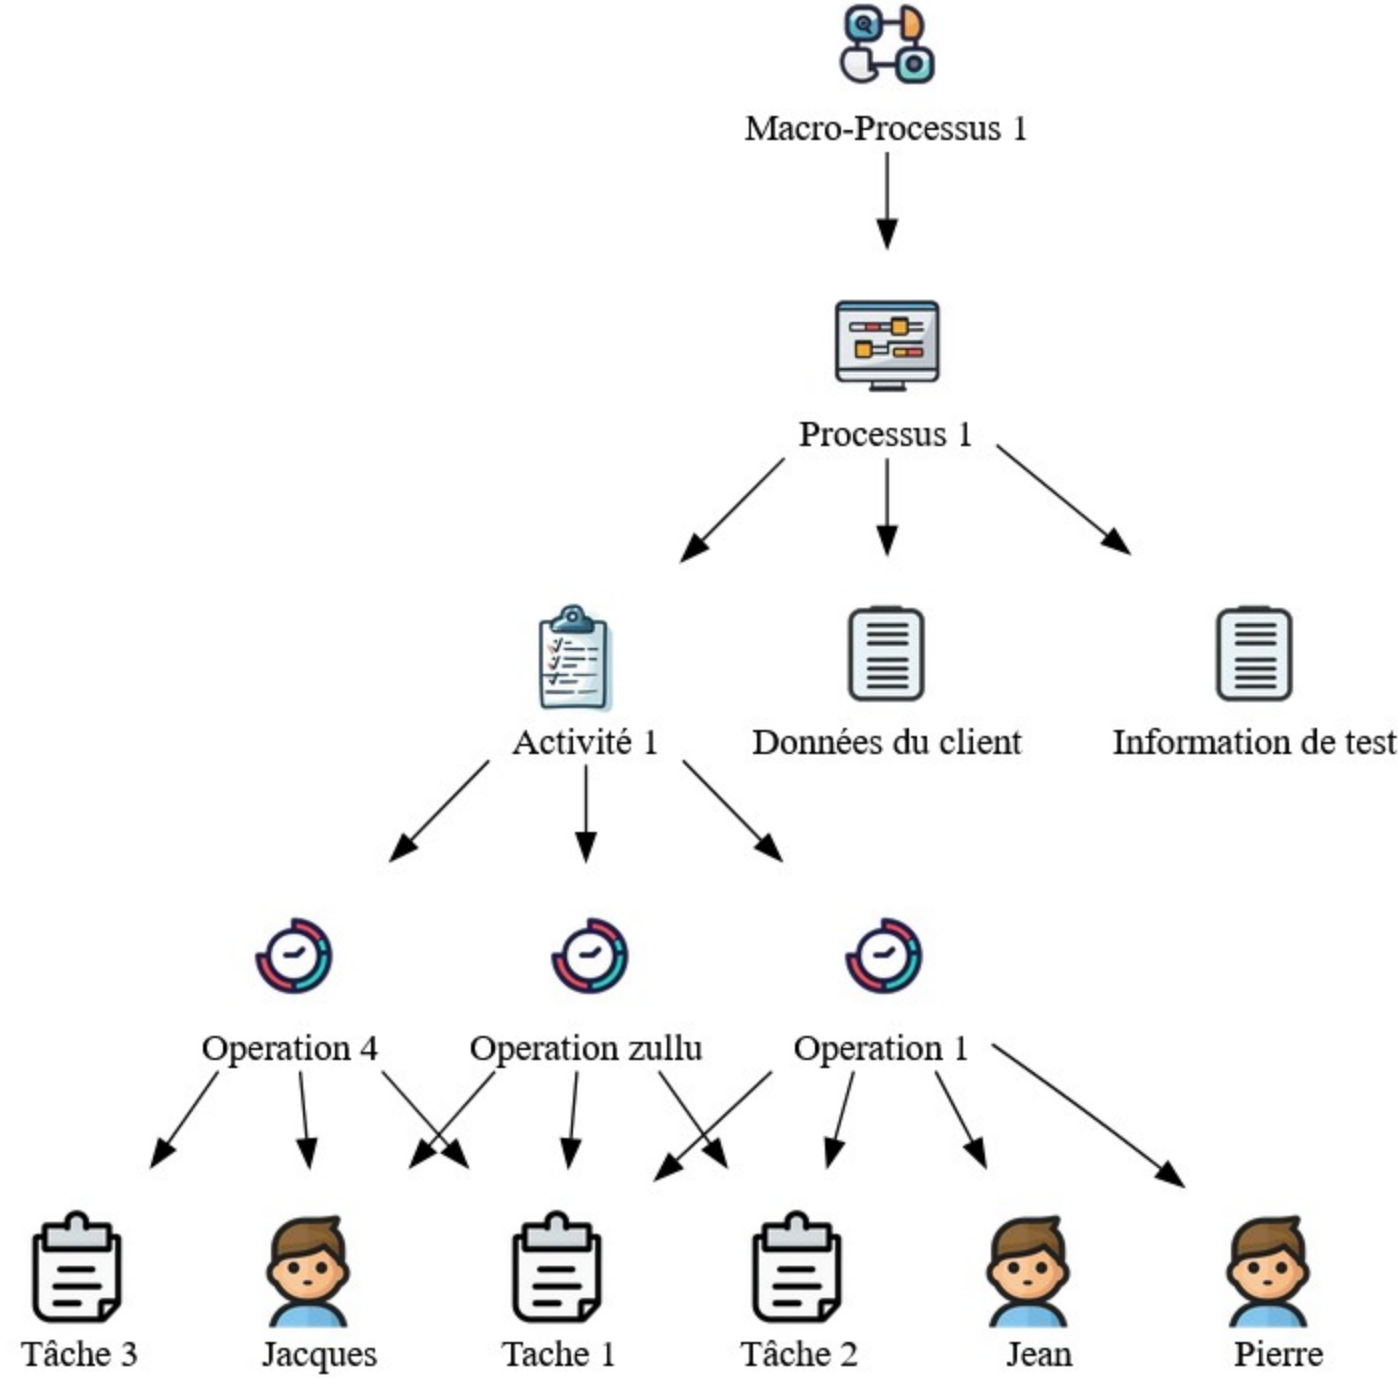 Macro-Processus 1
Processus 1
Activité 1
Données du client
Information de test
Operation 4
Operation zullu
Operation 1
Tâche 3
Jacques
Tache 1
Tâche 2
Jean
Pierre